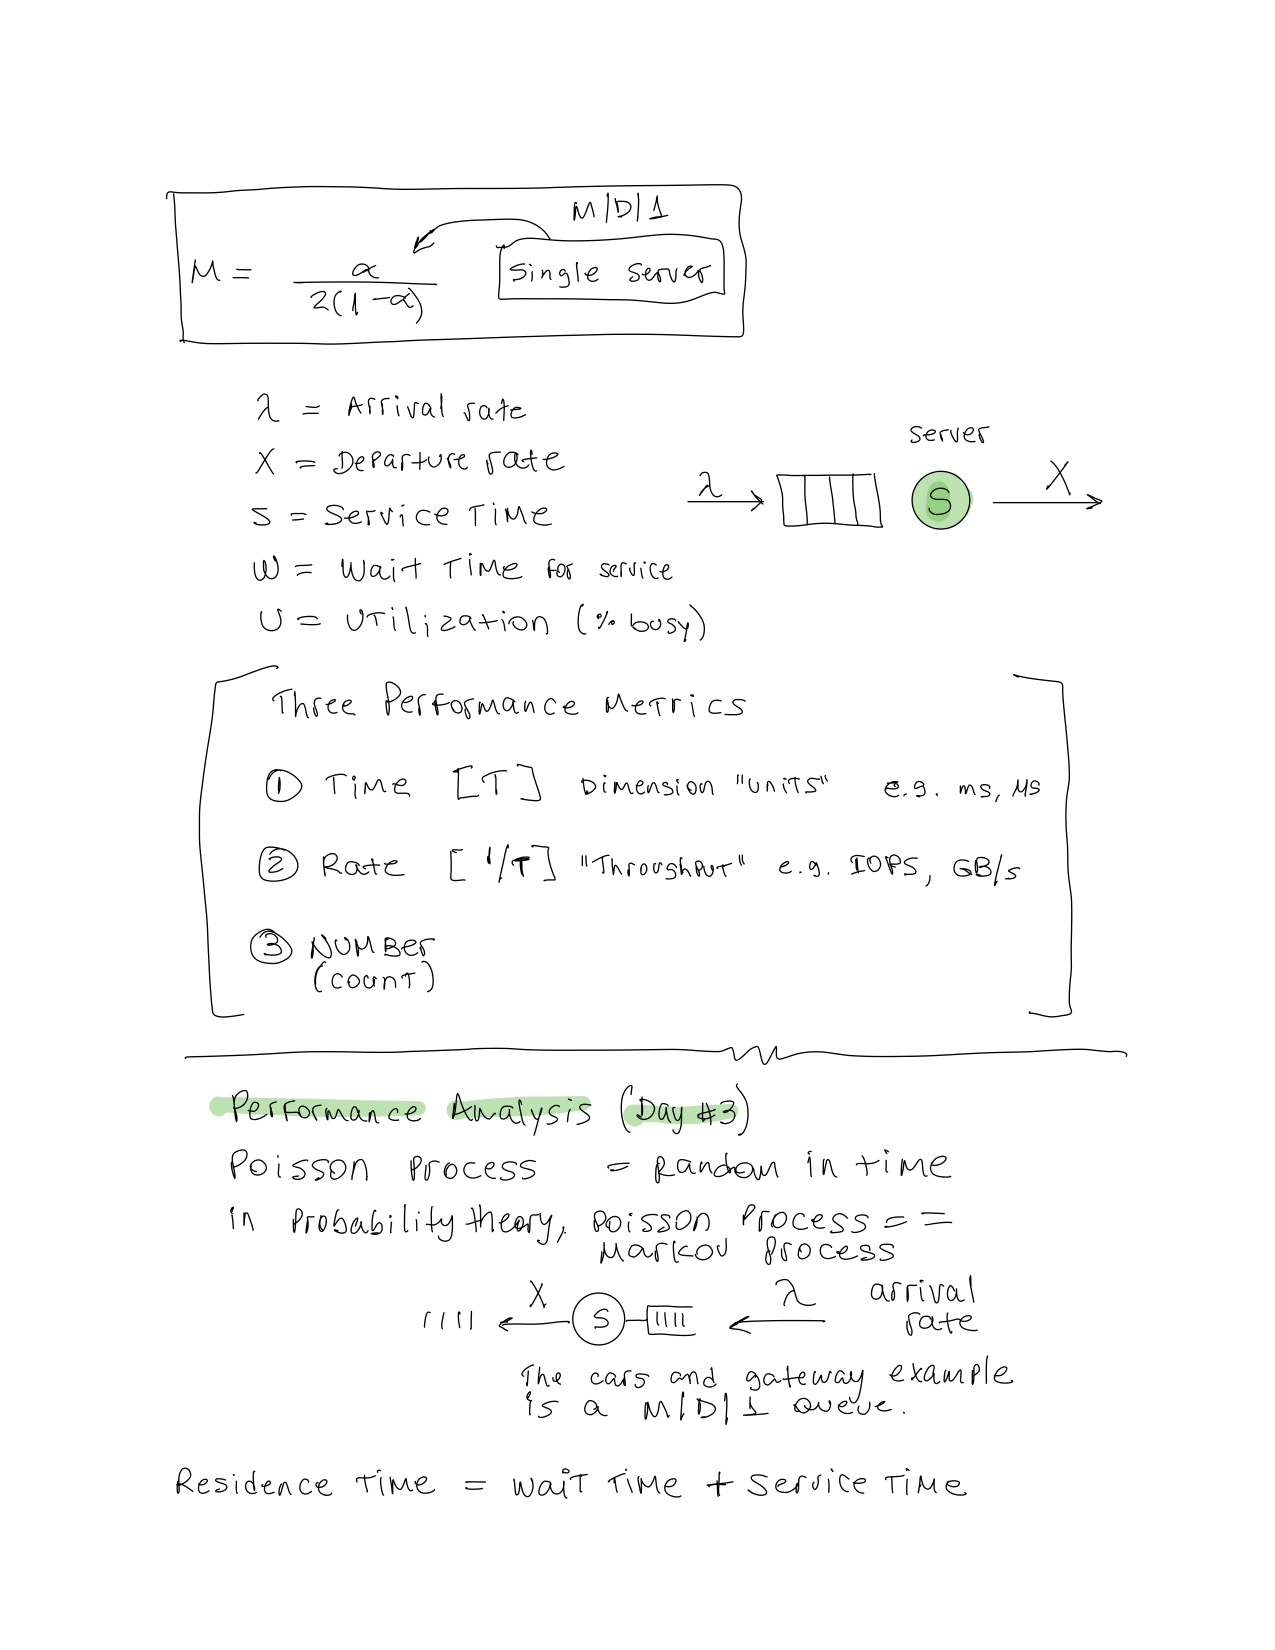 M|D|1
M = α / 2(1-α) Single Server
λ = Arrival rate
X = Departure rate
S = Service Time
W = Wait Time for service
U = Utilization (% busy)
server
λ S X
Three Performance Metrics
① Time [T] Dimension "units" e.g. ms, μs
② Rate [1/T] "Throughput" e.g. IOPS, GB/s
③ NUMBer
(count)
Performance Analysis (Day #3)
Poisson Process = Random in time
in Probability theory, Poisson Process = =
Markov Process
X S λ arrival
rate
The cars and gateway example
is a M|D|1 queue.
Residence Time = Wait Time + Service Time